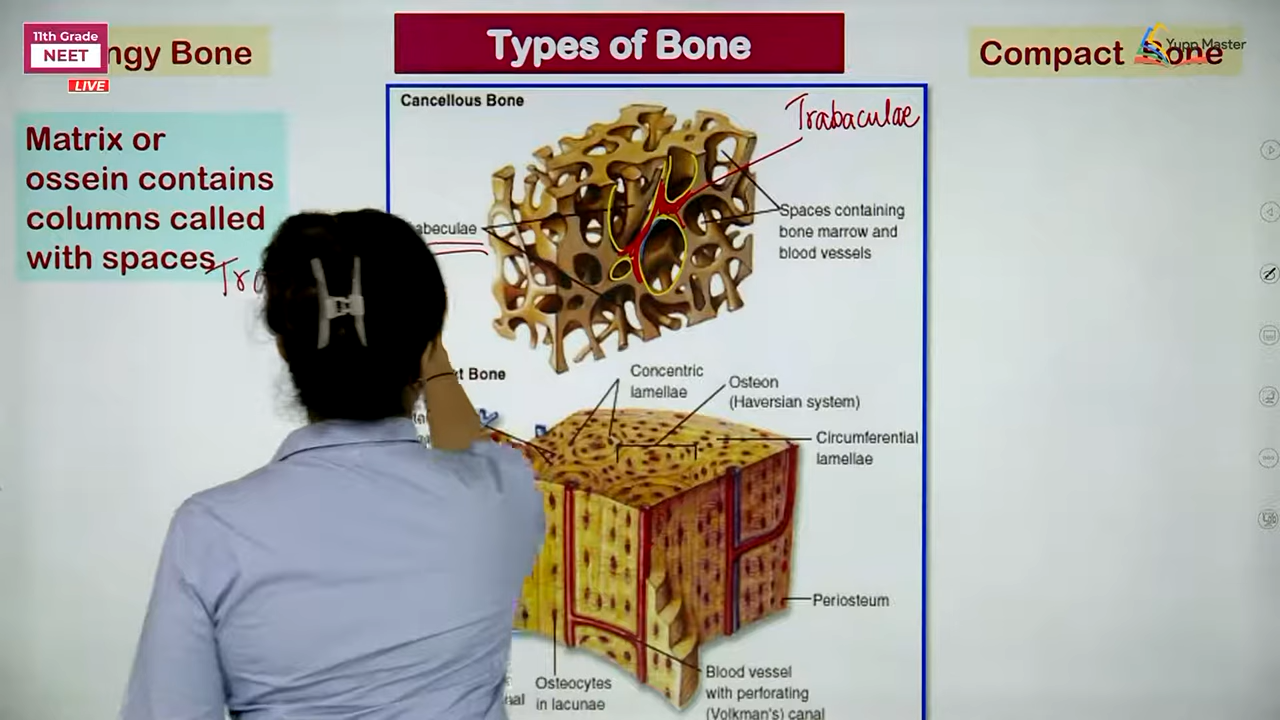 11th Grade
NEET
LIVE
ngy Bone
Types of Bone
Compact Bone
Yupp Master
Cancellous Bone
Trabaculae
Matrix or
ossein contains
columns called
with spaces
Tra
abeculae
Spaces containing
bone marrow and
blood vessels
Bone
Concentric
lamellae
Osteon
(Haversian system)
Circumferential
lamellae
Periosteum
Osteocytes
in lacunae
Blood vessel
with perforating
(Volkman's) canal